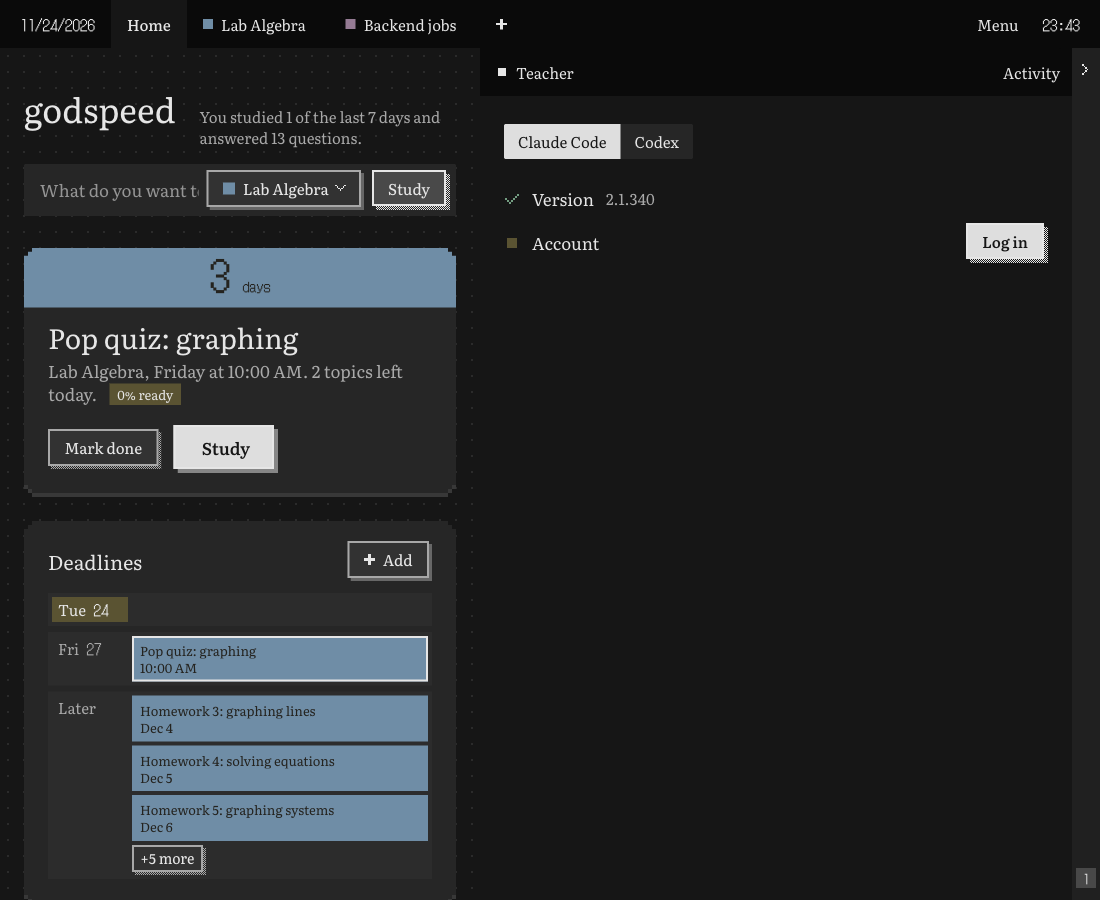 11/24/2026 Home Lab Algebra Backend jobs + Menu 23:43
Teacher Activity
godspeed
You studied 1 of the last 7 days and
answered 13 questions.
What do you want Lab Algebra Study
Claude Code Codex
Version 2.1.340
Account Log in
3 days
Pop quiz: graphing
Lab Algebra, Friday at 10:00 AM. 2 topics left
today. 0% ready
Mark done Study
Deadlines + Add
Tue 24
Fri 27 Pop quiz: graphing
10:00 AM
Later Homework 3: graphing lines
Dec 4
Homework 4: solving equations
Dec 5
Homework 5: graphing systems
Dec 6
+5 more
1